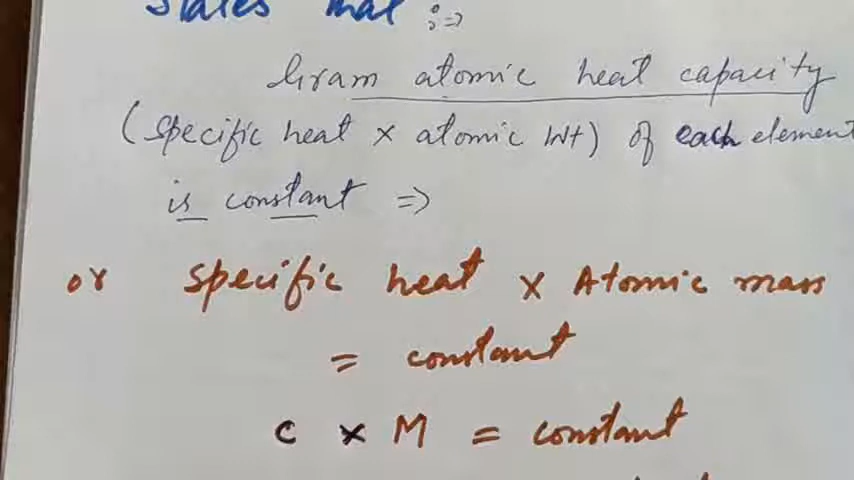 states that :⇒
Gram atomic heat capacity
(specific heat × atomic wt) of each element
is constant ⇒
or specific heat × Atomic mass
= constant
c × M = constant